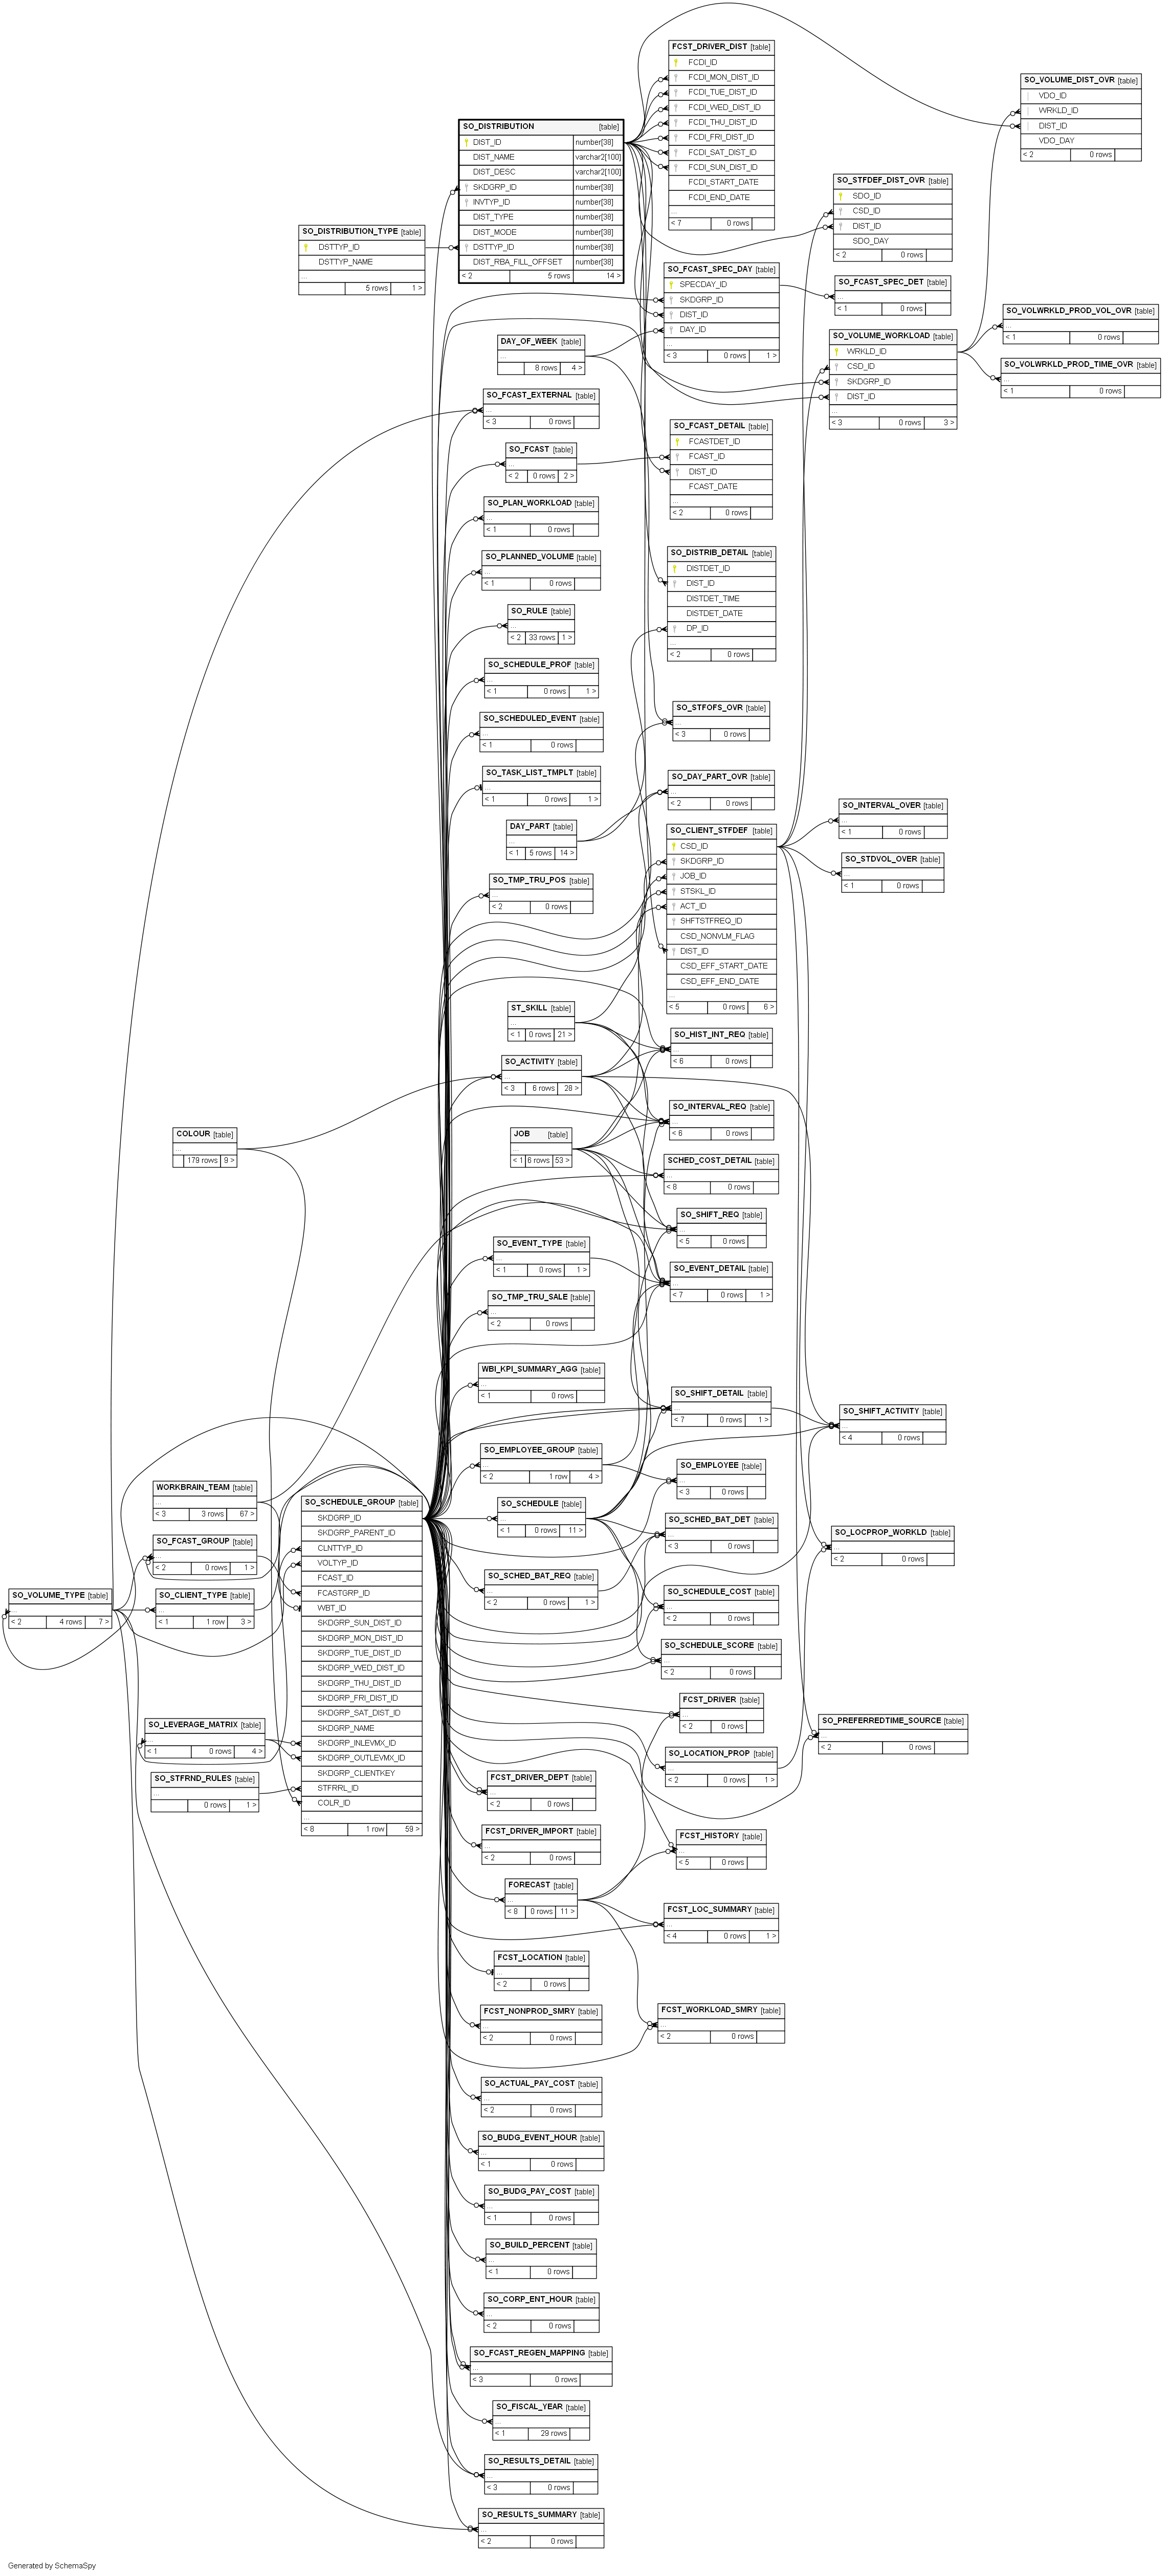 FCST_DRIVER_DIST [table]
FCDI_ID
FCDI_MON_DIST_ID
FCDI_TUE_DIST_ID
FCDI_WED_DIST_ID
FCDI_THU_DIST_ID
FCDI_FRI_DIST_ID
FCDI_SAT_DIST_ID
FCDI_SUN_DIST_ID
FCDI_START_DATE
FCDI_END_DATE
...
< 7 0 rows
SO_VOLUME_DIST_OVR [table]
VDO_ID
WRKLD_ID
DIST_ID
VDO_DAY
< 2 0 rows
SO_DISTRIBUTION [table]
DIST_ID number[38]
DIST_NAME varchar2[100]
DIST_DESC varchar2[100]
SKDGRP_ID number[38]
INVTYP_ID number[38]
DIST_TYPE number[38]
DIST_MODE number[38]
DSTTYP_ID number[38]
DIST_RBA_FILL_OFFSET number[38]
< 2 5 rows 14 >
SO_STFDEF_DIST_OVR [table]
SDO_ID
CSD_ID
DIST_ID
SDO_DAY
< 2 0 rows
SO_DISTRIBUTION_TYPE [table]
DSTTYP_ID
DSTTYP_NAME
...
5 rows 1 >
SO_FCAST_SPEC_DAY [table]
SPECDAY_ID
SKDGRP_ID
DIST_ID
DAY_ID
...
< 3 0 rows 1 >
SO_FCAST_SPEC_DET [table]
...
< 1 0 rows
SO_VOLWRKLD_PROD_VOL_OVR [table]
...
< 1 0 rows
SO_VOLUME_WORKLOAD [table]
WRKLD_ID
CSD_ID
SKDGRP_ID
DIST_ID
...
< 3 0 rows 3 >
SO_VOLWRKLD_PROD_TIME_OVR [table]
...
< 1 0 rows
DAY_OF_WEEK [table]
...
8 rows 4 >
SO_FCAST_EXTERNAL [table]
...
< 3 0 rows
SO_FCAST_DETAIL [table]
FCASTDET_ID
FCAST_ID
DIST_ID
FCAST_DATE
...
< 2 0 rows
SO_FCAST [table]
...
< 2 0 rows 2 >
SO_PLAN_WORKLOAD [table]
...
< 1 0 rows
SO_PLANNED_VOLUME [table]
...
< 1 0 rows
SO_DISTRIB_DETAIL [table]
DISTDET_ID
DIST_ID
DISTDET_TIME
DISTDET_DATE
DP_ID
...
< 2 0 rows
SO_RULE [table]
...
< 2 33 rows 1 >
SO_SCHEDULE_PROF [table]
...
< 1 0 rows 1 >
SO_STFOFS_OVR [table]
...
< 3 0 rows
SO_SCHEDULED_EVENT [table]
...
< 1 0 rows
SO_TASK_LIST_TMPLT [table]
...
< 1 0 rows 1 >
SO_DAY_PART_OVR [table]
...
< 2 0 rows
DAY_PART [table]
...
< 1 5 rows 14 >
SO_CLIENT_STFDEF [table]
CSD_ID
SKDGRP_ID
JOB_ID
STSKL_ID
ACT_ID
SHFTSTFREQ_ID
CSD_NONVLM_FLAG
DIST_ID
CSD_EFF_START_DATE
CSD_EFF_END_DATE
...
< 5 0 rows 6 >
SO_INTERVAL_OVER [table]
...
< 1 0 rows
SO_STDVOL_OVER [table]
...
< 1 0 rows
SO_TMP_TRU_POS [table]
...
< 2 0 rows
ST_SKILL [table]
...
< 1 0 rows 21 >
SO_HIST_INT_REQ [table]
...
< 6 0 rows
SO_ACTIVITY [table]
...
< 3 6 rows 28 >
SO_INTERVAL_REQ [table]
...
< 6 0 rows
COLOUR [table]
...
179 rows 9 >
JOB [table]
...
< 1 6 rows 53 >
SCHED_COST_DETAIL [table]
...
< 8 0 rows
SO_SHIFT_REQ [table]
...
< 5 0 rows
SO_EVENT_TYPE [table]
...
< 1 0 rows 1 >
SO_EVENT_DETAIL [table]
...
< 7 0 rows 1 >
SO_TMP_TRU_SALE [table]
...
< 2 0 rows
WBI_KPI_SUMMARY_AGG [table]
...
< 1 0 rows
SO_SHIFT_DETAIL [table]
...
< 7 0 rows 1 >
SO_SHIFT_ACTIVITY [table]
...
< 4 0 rows
SO_EMPLOYEE_GROUP [table]
...
< 2 1 row 4 >
SO_EMPLOYEE [table]
...
< 3 0 rows
WORKBRAIN_TEAM [table]
...
< 3 3 rows 67 >
SO_SCHEDULE [table]
...
< 1 0 rows 11 >
SO_SCHED_BAT_DET [table]
...
< 3 0 rows
SO_LOCPROP_WORKLD [table]
...
< 2 0 rows
SO_FCAST_GROUP [table]
...
< 2 0 rows 1 >
SO_VOLUME_TYPE [table]
...
< 2 4 rows 7 >
SO_CLIENT_TYPE [table]
...
< 1 1 row 3 >
SO_SCHEDULE_GROUP [table]
SKDGRP_ID
SKDGRP_PARENT_ID
CLNTTYP_ID
VOLTYP_ID
FCAST_ID
FCASTGRP_ID
WBT_ID
SKDGRP_SUN_DIST_ID
SKDGRP_MON_DIST_ID
SKDGRP_TUE_DIST_ID
SKDGRP_WED_DIST_ID
SKDGRP_THU_DIST_ID
SKDGRP_FRI_DIST_ID
SKDGRP_SAT_DIST_ID
SKDGRP_NAME
SKDGRP_INLEVMX_ID
SKDGRP_OUTLEVMX_ID
SKDGRP_CLIENTKEY
STFRRL_ID
COLR_ID
...
< 8 1 row 59 >
SO_SCHED_BAT_REQ [table]
...
< 2 0 rows 1 >
SO_SCHEDULE_COST [table]
...
< 2 0 rows
SO_SCHEDULE_SCORE [table]
...
< 2 0 rows
SO_LEVERAGE_MATRIX [table]
...
< 1 0 rows 4 >
SO_STFRND_RULES [table]
...
0 rows 1 >
FCST_DRIVER [table]
...
< 2 0 rows
SO_PREFERREDTIME_SOURCE [table]
...
< 2 0 rows
SO_LOCATION_PROP [table]
...
< 2 0 rows 1 >
FCST_DRIVER_DEPT [table]
...
< 2 0 rows
FCST_DRIVER_IMPORT [table]
...
< 2 0 rows
FCST_HISTORY [table]
...
< 5 0 rows
FORECAST [table]
...
< 8 0 rows 11 >
FCST_LOC_SUMMARY [table]
...
< 4 0 rows 1 >
FCST_LOCATION [table]
...
< 2 0 rows
FCST_NONPROD_SMRY [table]
...
< 2 0 rows
FCST_WORKLOAD_SMRY [table]
...
< 2 0 rows
SO_ACTUAL_PAY_COST [table]
...
< 2 0 rows
SO_BUDG_EVENT_HOUR [table]
...
< 1 0 rows
SO_BUDG_PAY_COST [table]
...
< 1 0 rows
SO_BUILD_PERCENT [table]
...
< 1 0 rows
SO_CORP_ENT_HOUR [table]
...
< 2 0 rows
SO_FCAST_REGEN_MAPPING [table]
...
< 3 0 rows
SO_FISCAL_YEAR [table]
...
< 1 29 rows
SO_RESULTS_DETAIL [table]
...
< 3 0 rows
SO_RESULTS_SUMMARY [table]
...
< 2 0 rows
Generated by SchemaSpy